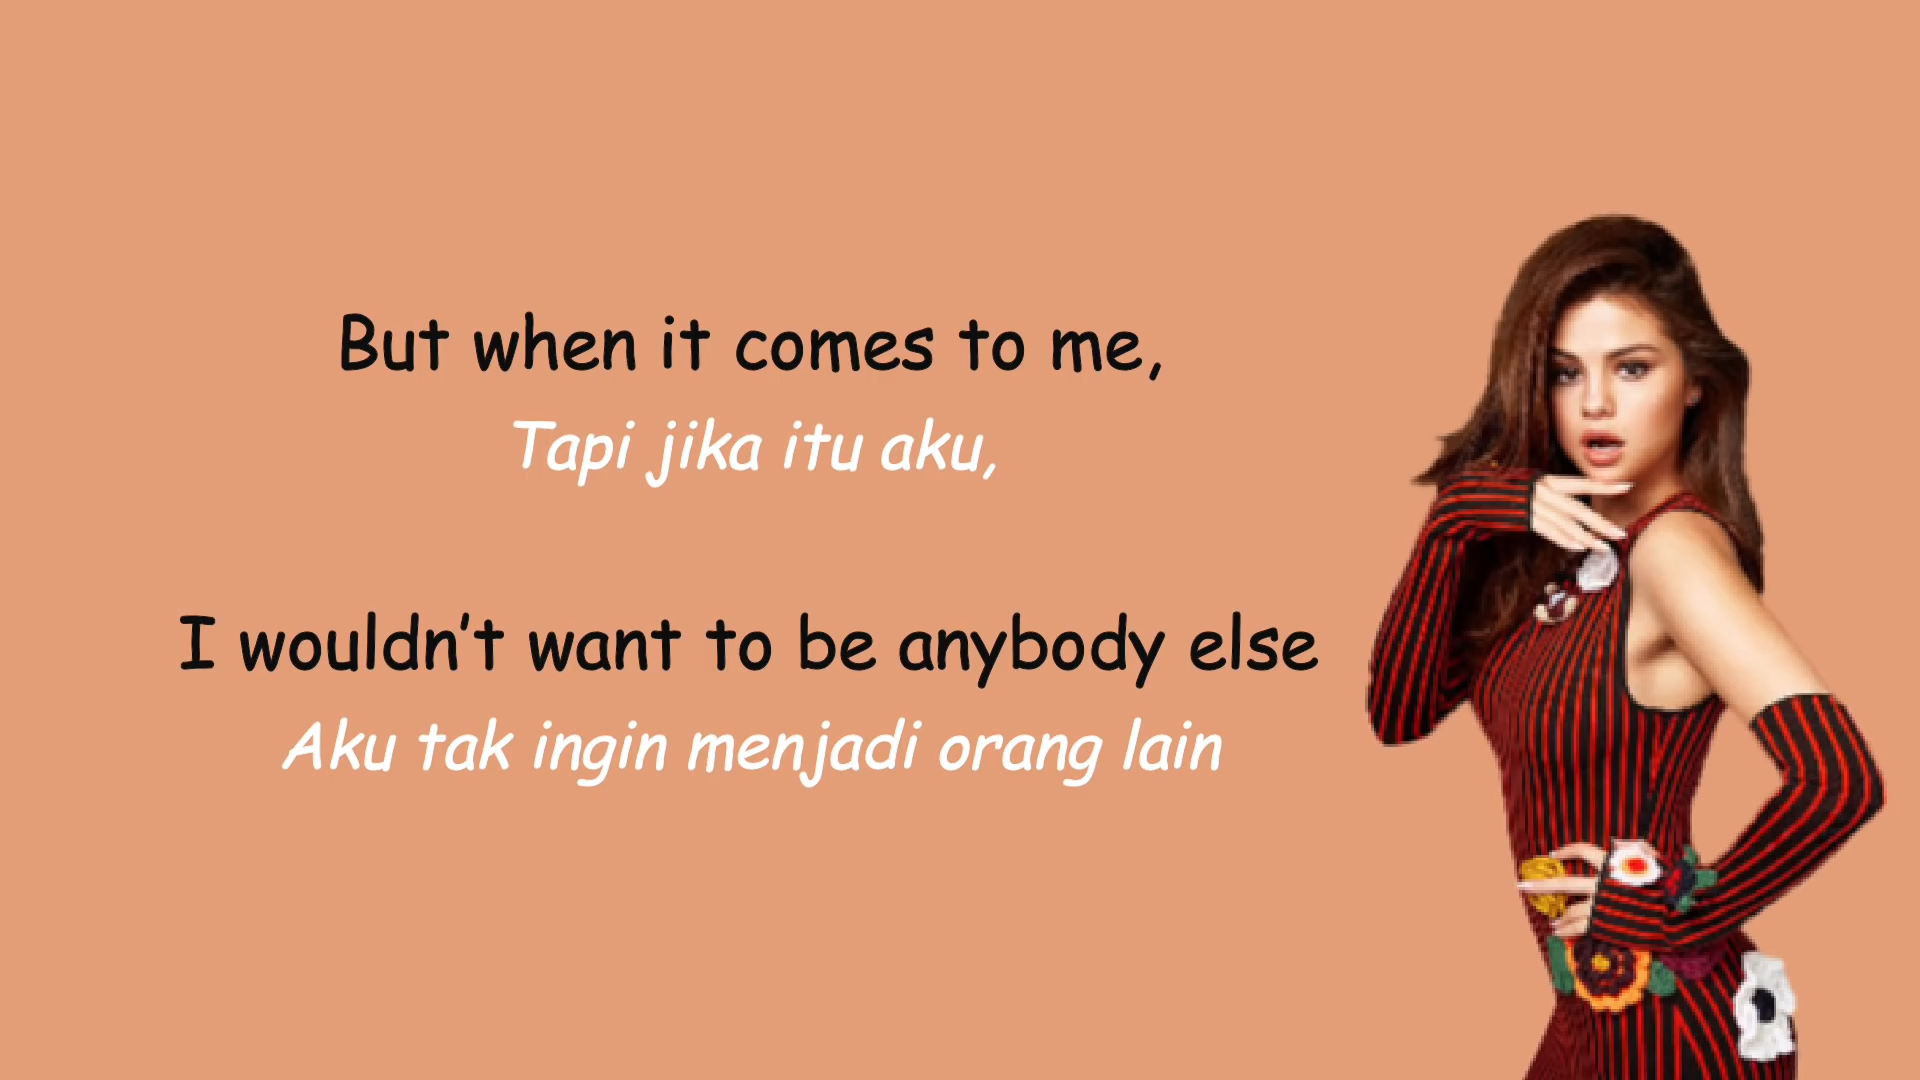 But when it comes to me,
Tapi jika itu aku,
I wouldn’t want to be anybody else
Aku tak ingin menjadi orang lain